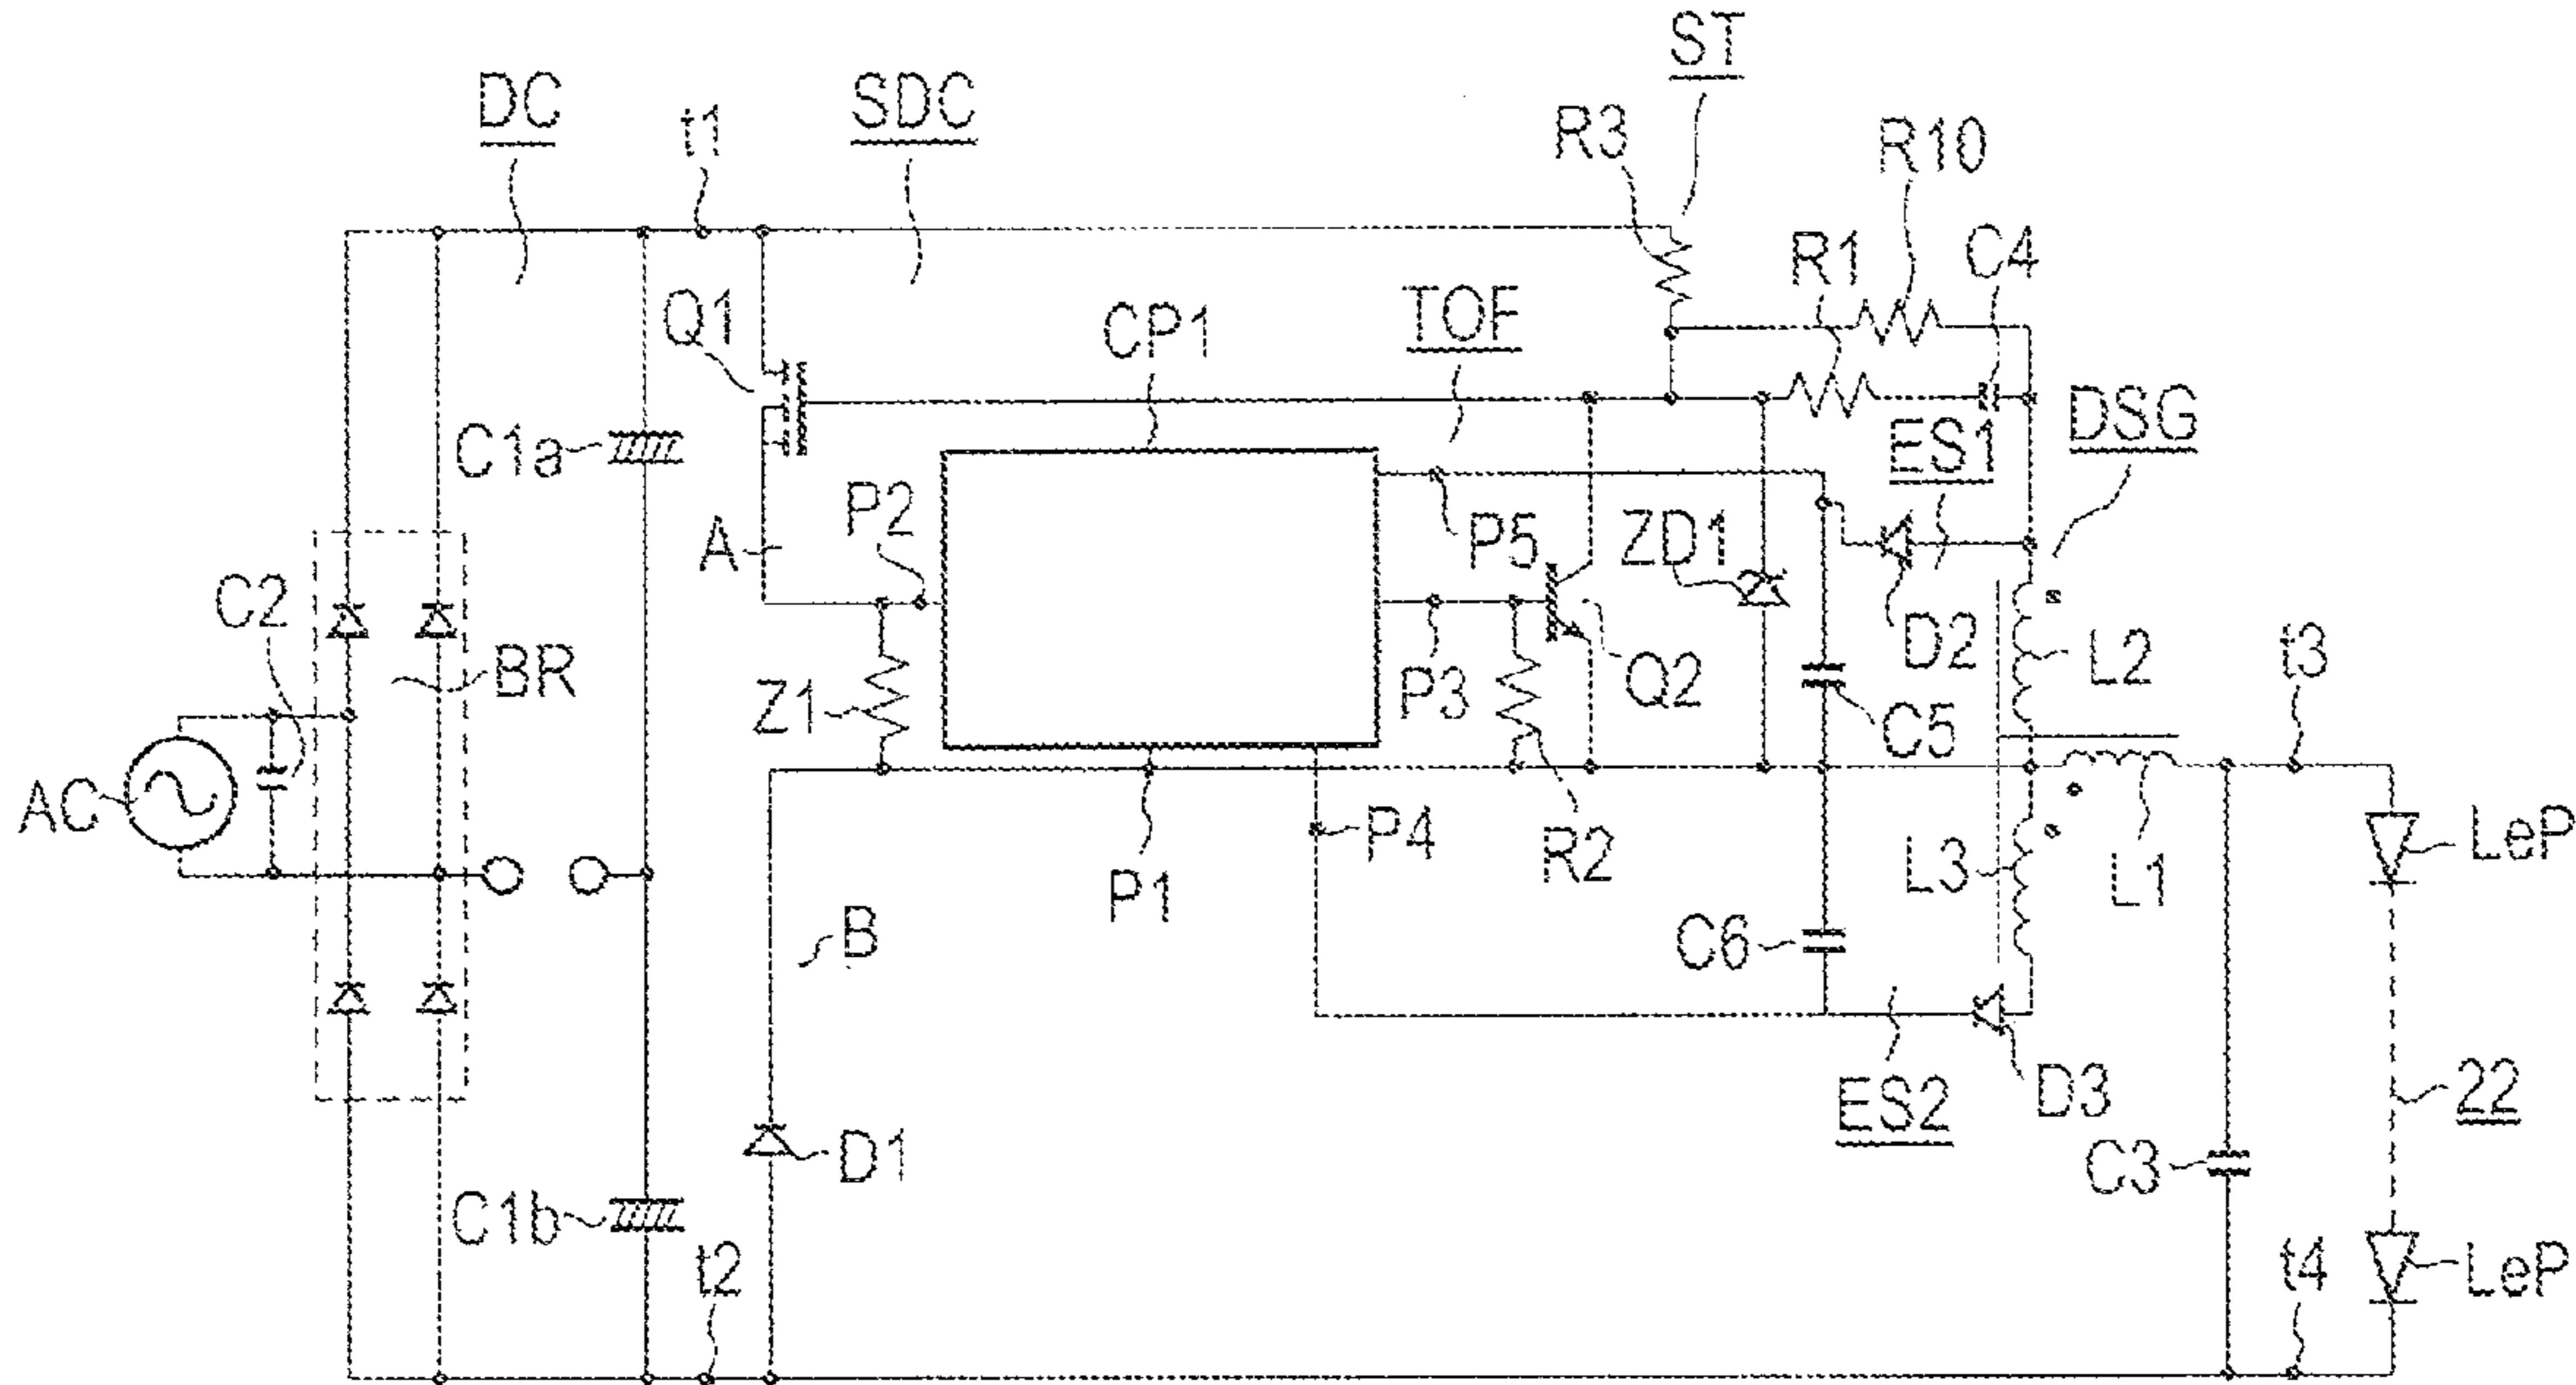 ST
DC
t1
SDC
R3
R10
R1
C4
Q1
CP1
TOF
ES1
DSG
C1a
P2
A
P5
ZD1
C2
BR
Z1
P3
Q2
D2
L2
t3
C5
AC
P4
R2
P1
L3
L1
LeP
B
C6
D1
ES2
D3
22
C3
C1b
t2
t4
LeP